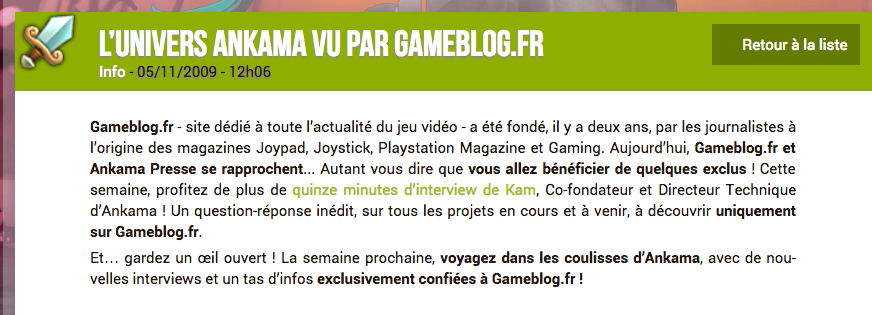 L'UNIVERS ANKAMA VU PAR GAMEBLOG.FR
Info - 05/11/2009 - 12h06
Retour à la liste
Gameblog.fr - site dédié à toute l'actualité du jeu vidéo - a été fondé, il y a deux ans, par les journalistes à
l'origine des magazines Joypad, Joystick, Playstation Magazine et Gaming. Aujourd'hui, Gameblog.fr et
Ankama Presse se rapprochent... Autant vous dire que vous allez bénéficier de quelques exclus ! Cette
semaine, profitez de plus de quinze minutes d'interview de Kam, Co-fondateur et Directeur Technique
d'Ankama ! Un question-réponse inédit, sur tous les projets en cours et à venir, à découvrir uniquement
sur Gameblog.fr.
Et… gardez un œil ouvert ! La semaine prochaine, voyagez dans les coulisses d'Ankama, avec de nou-
velles interviews et un tas d'infos exclusivement confiées à Gameblog.fr !